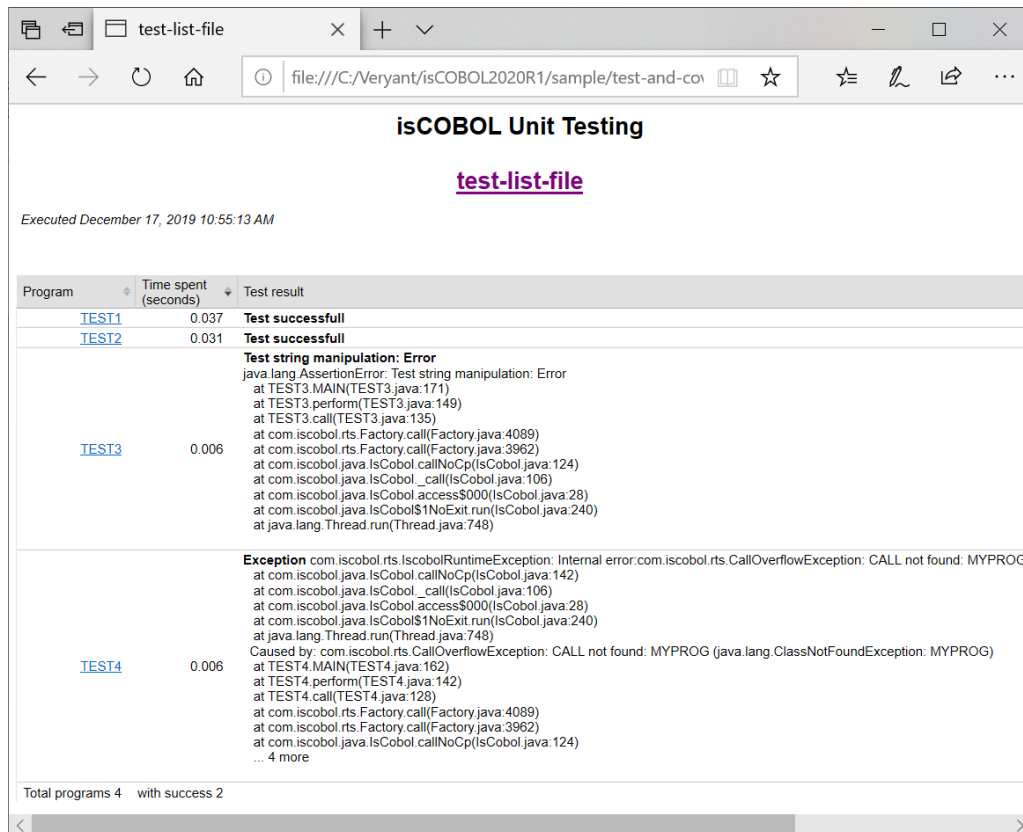 test-list-file
file:///C:/Veryant/isCOBOL2020R1/sample/test-and-cov
isCOBOL Unit Testing
test-list-file
Executed December 17, 2019 10:55:13 AM
Program Time spent (seconds) Test result
TEST1 0.037 Test successfull
TEST2 0.031 Test successfull
Test string manipulation: Error
java.lang.AssertionError: Test string manipulation: Error
at TEST3.MAIN(TEST3.java:171)
at TEST3.perform(TEST3.java:149)
at TEST3.call(TEST3.java:135)
at com.iscobol.rts.Factory.call(Factory.java:4089)
TEST3 0.006 at com.iscobol.rts.Factory.call(Factory.java:3962)
at com.iscobol.java.IsCobol.callNoCp(IsCobol.java:124)
at com.iscobol.java.IsCobol._call(IsCobol.java:106)
at com.iscobol.java.IsCobol.access$000(IsCobol.java:28)
at com.iscobol.java.IsCobol$1NoExit.run(IsCobol.java:240)
at java.lang.Thread.run(Thread.java:748)
Exception com.iscobol.rts.IscobolRuntimeException: Internal error:com.iscobol.rts.CallOverflowException: CALL not found: MYPROG
at com.iscobol.java.IsCobol.callNoCp(IsCobol.java:142)
at com.iscobol.java.IsCobol._call(IsCobol.java:106)
at com.iscobol.java.IsCobol.access$000(IsCobol.java:28)
at com.iscobol.java.IsCobol$1NoExit.run(IsCobol.java:240)
at java.lang.Thread.run(Thread.java:748)
Caused by: com.iscobol.rts.CallOverflowException: CALL not found: MYPROG (java.lang.ClassNotFoundException: MYPROG)
TEST4 0.006 at TEST4.MAIN(TEST4.java:162)
at TEST4.perform(TEST4.java:142)
at TEST4.call(TEST4.java:128)
at com.iscobol.rts.Factory.call(Factory.java:4089)
at com.iscobol.rts.Factory.call(Factory.java:3962)
at com.iscobol.java.IsCobol.callNoCp(IsCobol.java:124)
... 4 more
Total programs 4 with success 2